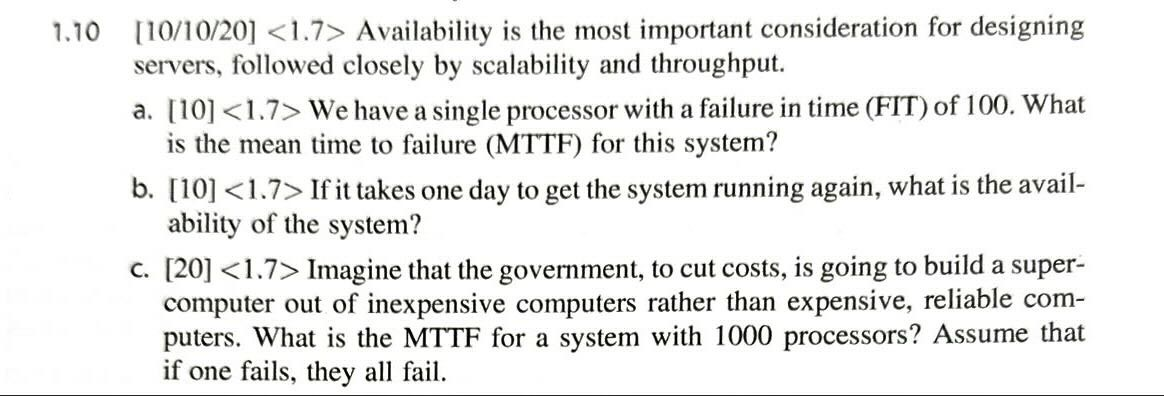 1.10 [10/10/20] <1.7> Availability is the most important consideration for designing
servers, followed closely by scalability and throughput.
a. [10] <1.7> We have a single processor with a failure in time (FIT) of 100. What
is the mean time to failure (MTTF) for this system?
b. [10] <1.7> If it takes one day to get the system running again, what is the avail-
ability of the system?
c. [20] <1.7> Imagine that the government, to cut costs, is going to build a super-
computer out of inexpensive computers rather than expensive, reliable com-
puters. What is the MTTF for a system with 1000 processors? Assume that
if one fails, they all fail.